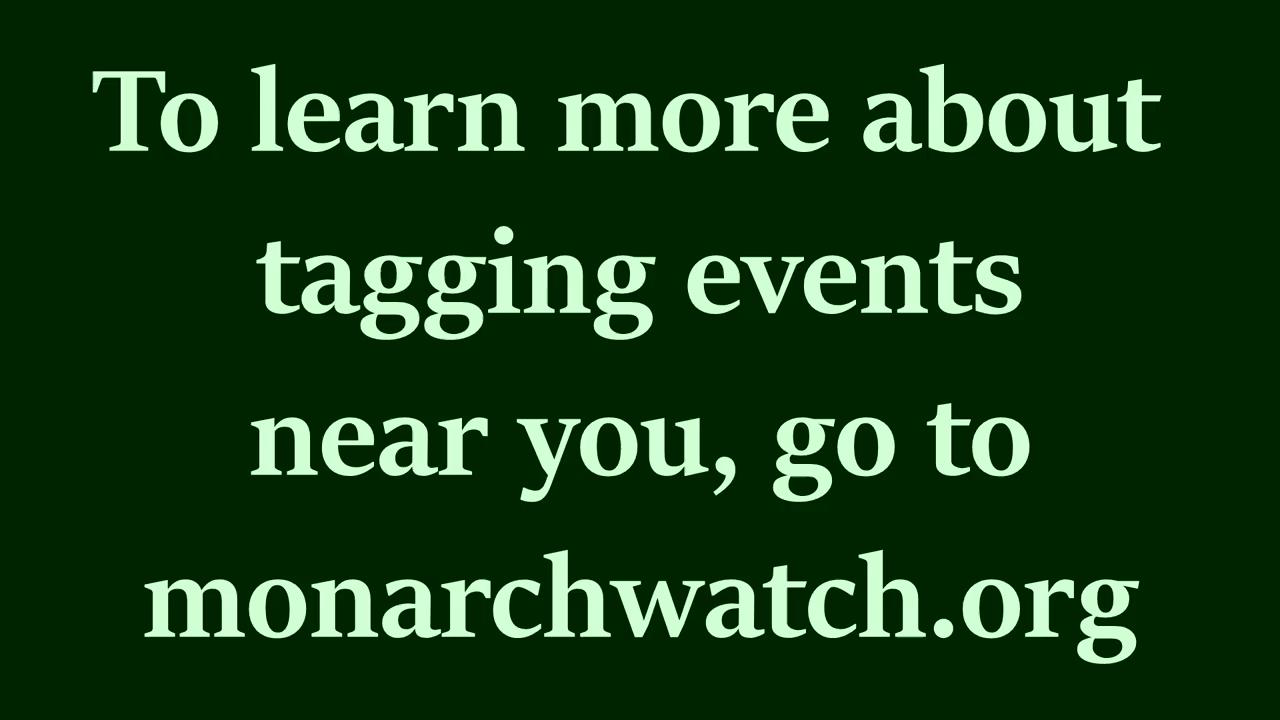 To learn more about
tagging events
near you, go to
monarchwatch.org